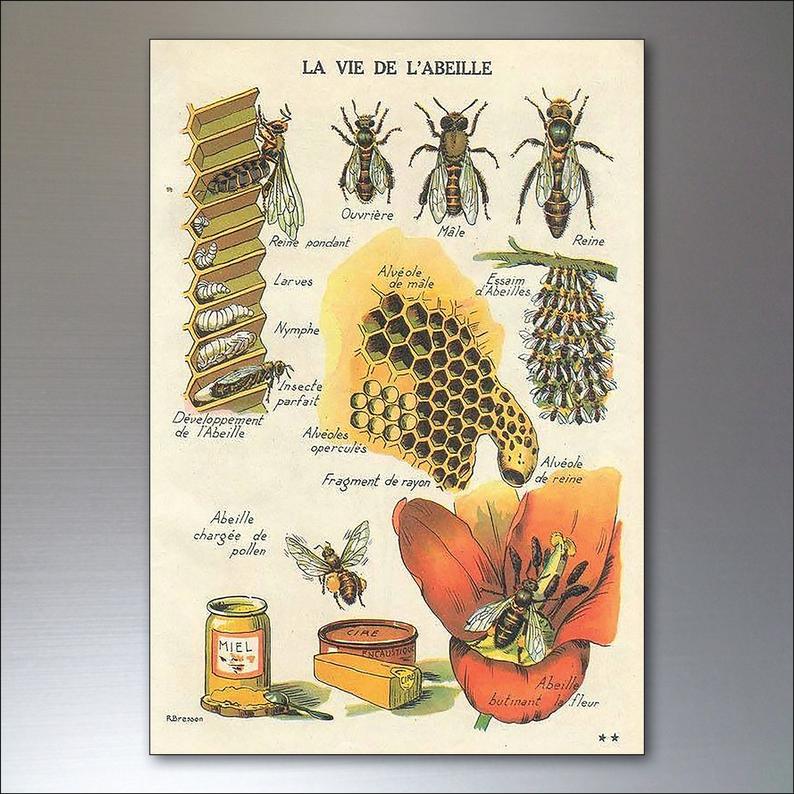 LA VIE DE L'ABEILLE
Ouvrière
Mâle
Reine
Reine pondant
Larves
Nymphe
Insecte
parfait
Développement
de l'Abeille
Alvéole
de mâle
Essaim
d'Abeilles
Alvéoles
operculés
Fragment de rayon
Alvéole
de reine
Abeille
chargée de
pollen
MIEL
CIRE
ENCAUSTIQUE
CIRE
Abeille
butinant la fleur
R.Bresson
**